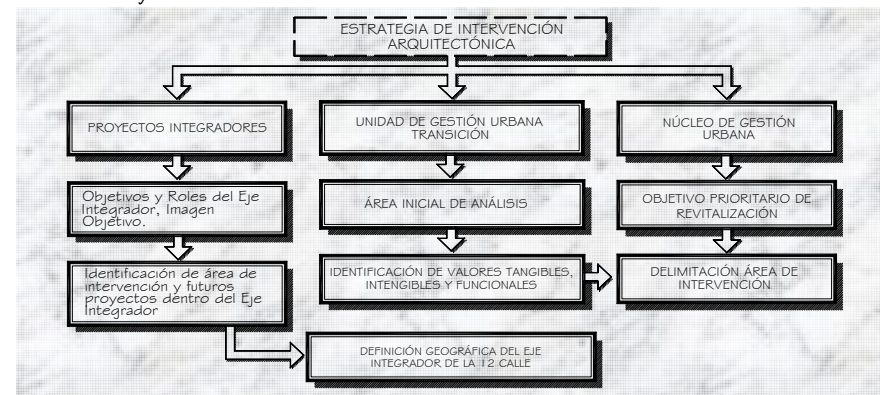 ESTRATEGIA DE INTERVENCIÓN
ARQUITECTÓNICA
PROYECTOS INTEGRADORES
UNIDAD DE GESTIÓN URBANA
TRANSICIÓN
NÚCLEO DE GESTIÓN
URBANA
Objetivos y Roles del Eje
Integrador, Imagen
Objetivo.
ÁREA INICIAL DE ANÁLISIS
OBJETIVO PRIORITARIO DE
REVITALIZACIÓN
Identificación de área de
intervención y futuros
proyectos dentro del Eje
Integrador
IDENTIFICACIÓN DE VALORES TANGIBLES,
INTENGIBLES Y FUNCIONALES
DELIMITACIÓN ÁREA DE
INTERVENCIÓN
DEFINICIÓN GEOGRÁFICA DEL EJE
INTEGRADOR DE LA 12 CALLE